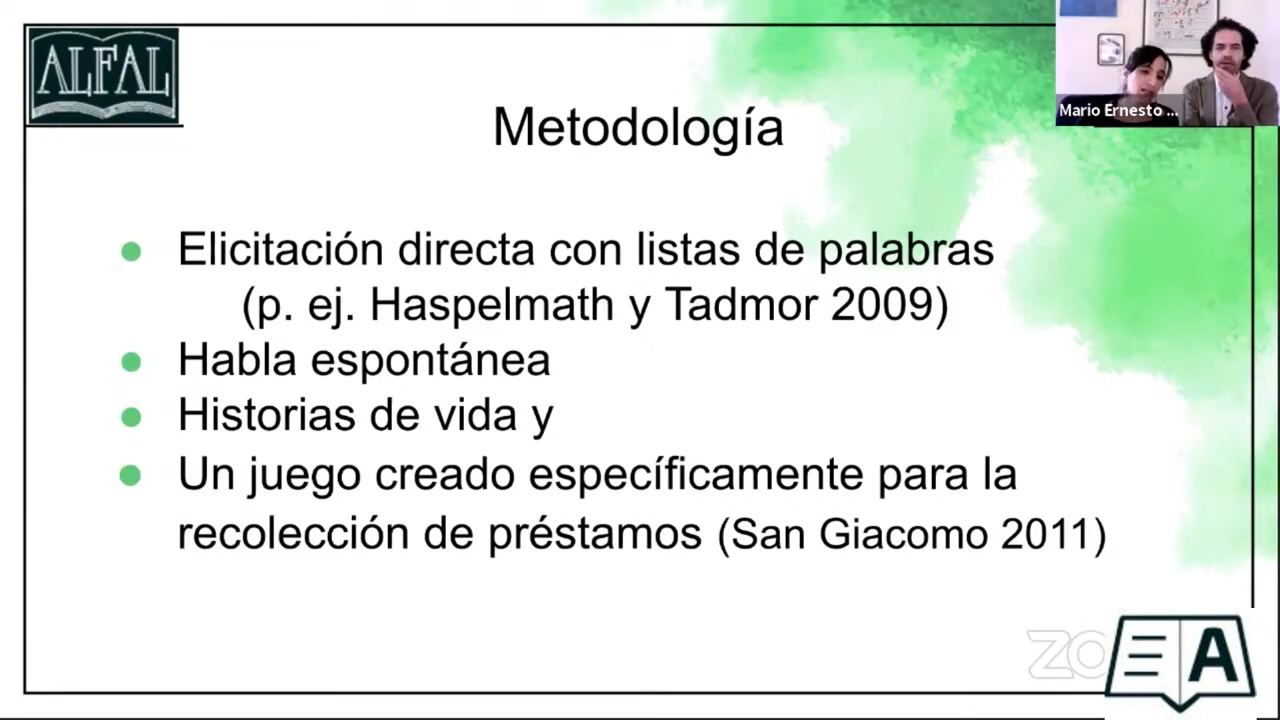 ALFAL
Mario Ernesto ...
Metodología
● Elicitación directa con listas de palabras
(p. ej. Haspelmath y Tadmor 2009)
● Habla espontánea
● Historias de vida y
● Un juego creado específicamente para la
recolección de préstamos (San Giacomo 2011)
ZO
A